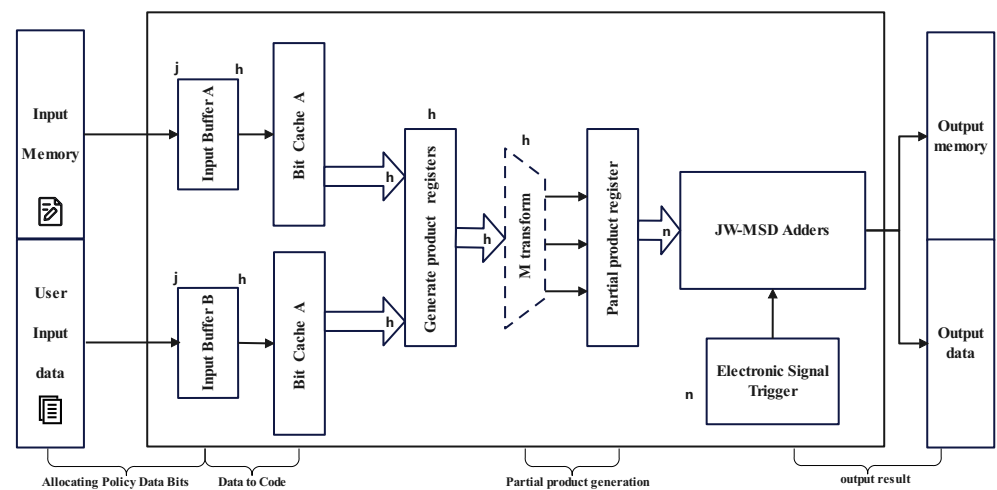 Input
Memory
User
Input
data
j
h
Input Buffer A
Bit Cache A
h
j
h
Input Buffer B
Bit Cache A
h
h
Generate product registers
h
h
M transform
Partial product register
n
JW-MSD Adders
n
Electronic Signal
Trigger
Output
memory
Output
data
Allocating Policy Data Bits
Data to Code
Partial product generation
output result